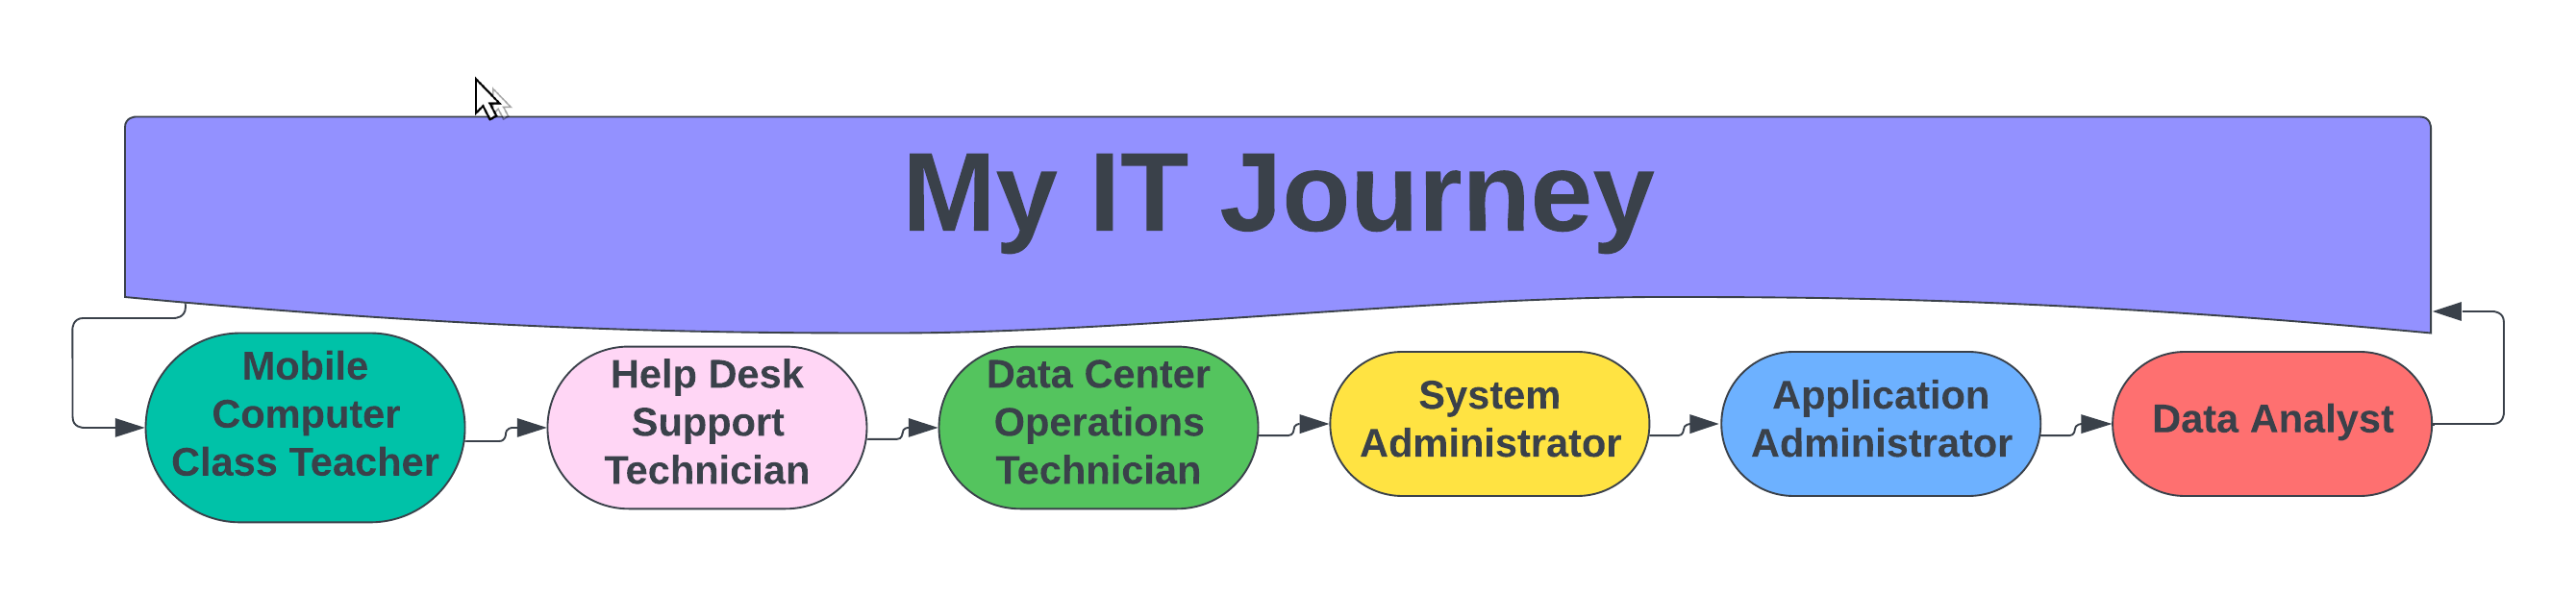 My IT Journey
Mobile
Computer
Class Teacher
Help Desk
Support
Technician
Data Center
Operations
Technician
System
Administrator
Application
Administrator
Data Analyst